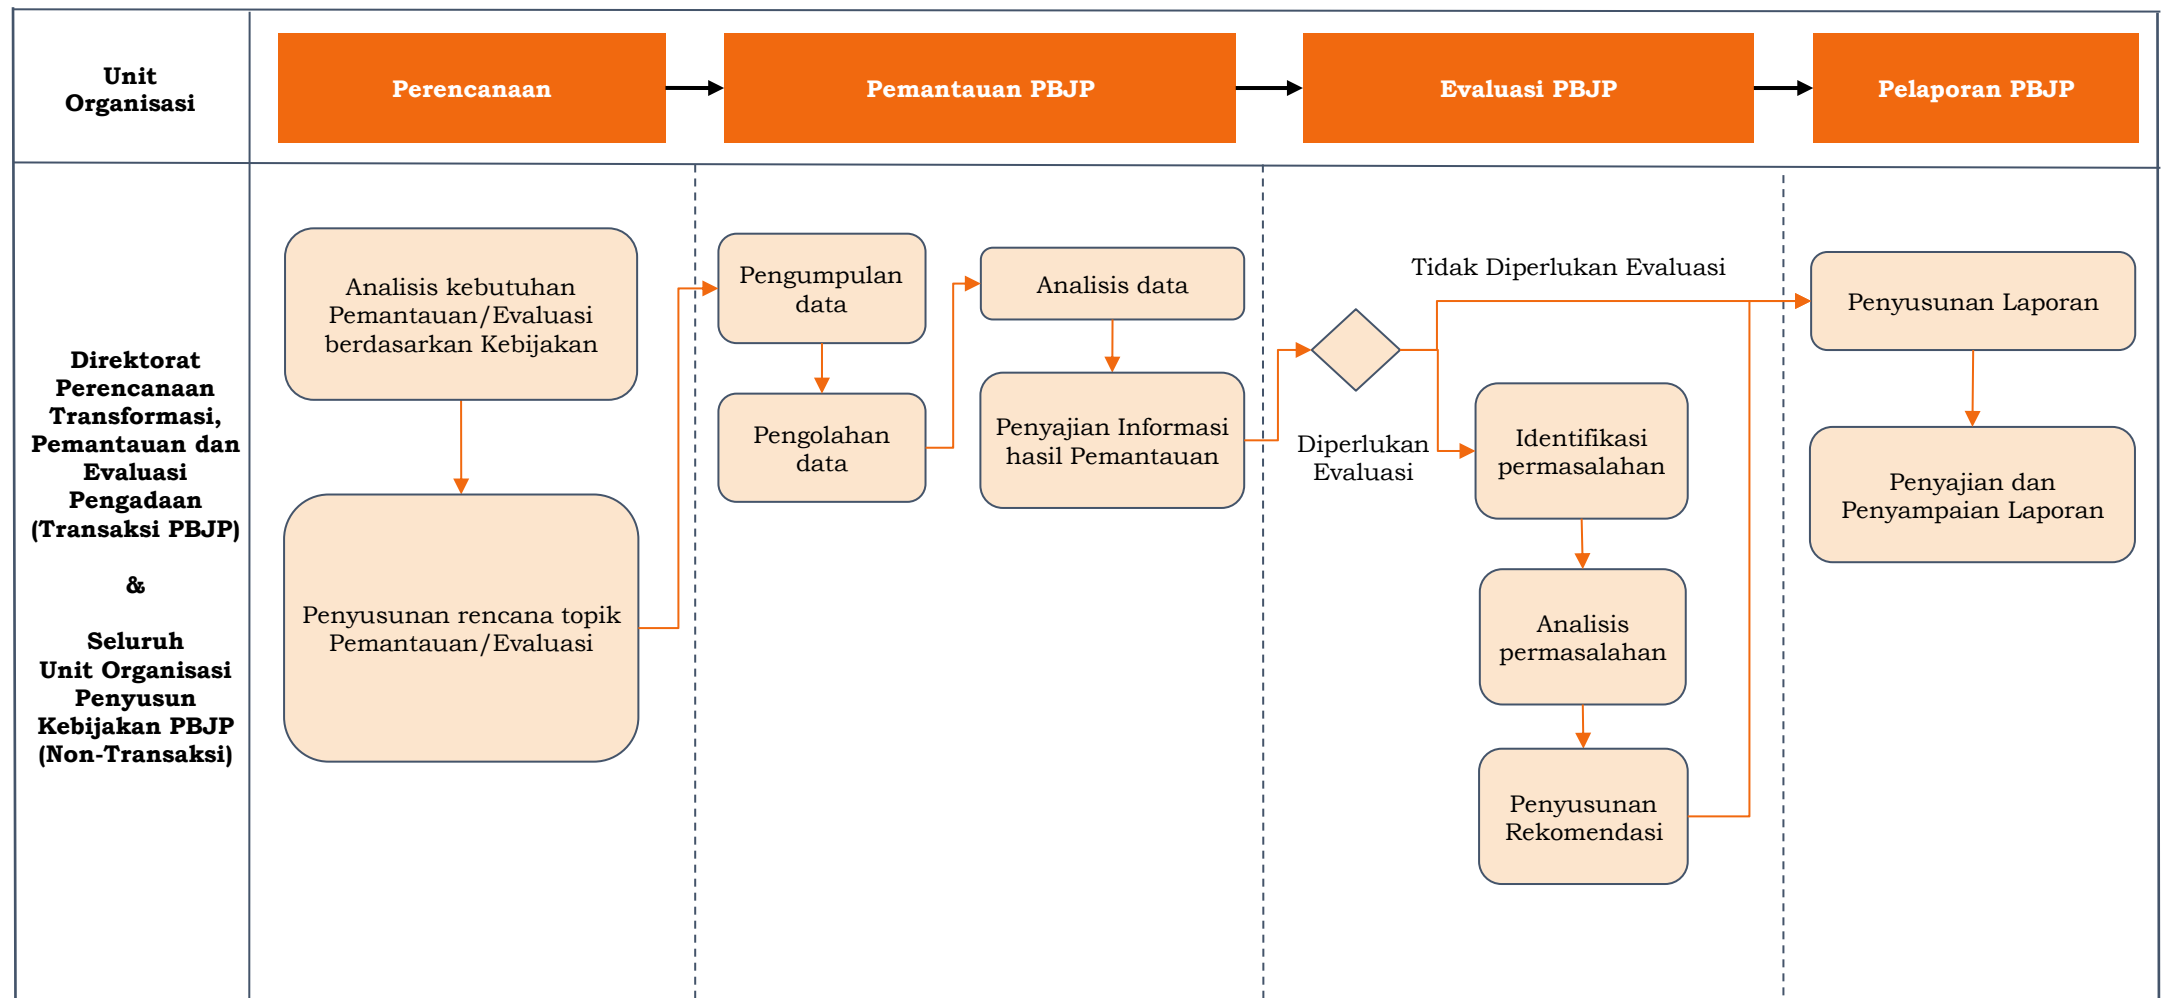 Unit
Organisasi
Perencanaan
Pemantauan PBJP
Evaluasi PBJP
Pelaporan PBJP
Direktorat
Perencanaan
Transformasi,
Pemantauan dan
Evaluasi
Pengadaan
(Transaksi PBJP)
&
Seluruh
Unit Organisasi
Penyusun
Kebijakan PBJP
(Non-Transaksi)
Analisis kebutuhan
Pemantauan/Evaluasi
berdasarkan Kebijakan
Penyusunan rencana topik
Pemantauan/Evaluasi
Pengumpulan
data
Pengolahan
data
Analisis data
Penyajian Informasi
hasil Pemantauan
Tidak Diperlukan Evaluasi
Diperlukan
Evaluasi
Identifikasi
permasalahan
Analisis
permasalahan
Penyusunan
Rekomendasi
Penyusunan Laporan
Penyajian dan
Penyampaian Laporan